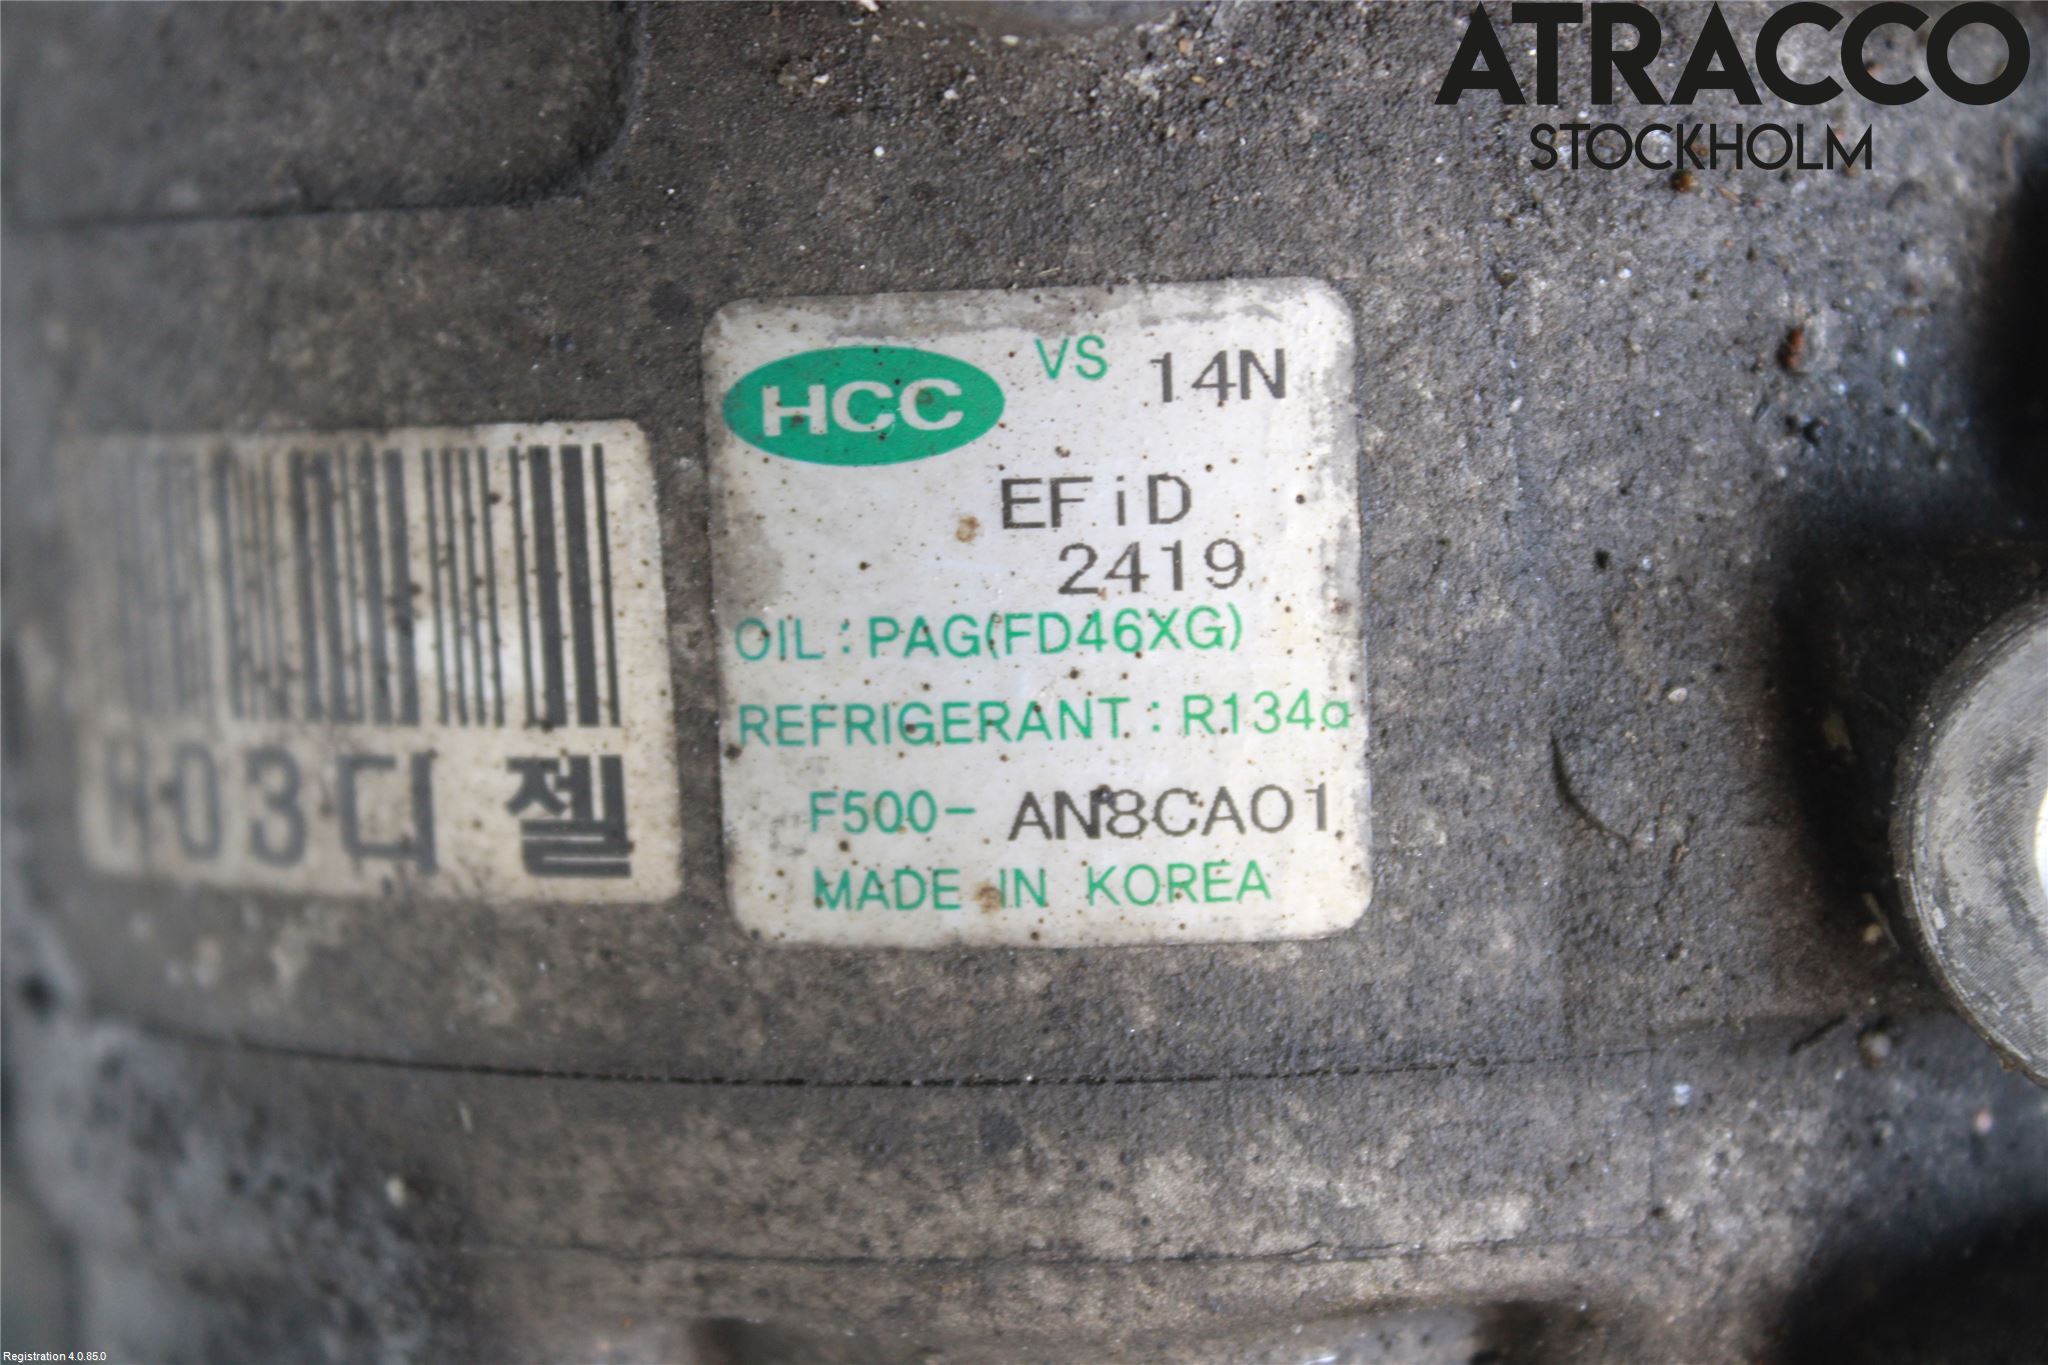 ATRACCO
STOCKHOLM
HCC VS 14N
EFiD
2419
OIL : PAG(FD46XG)
REFRIGERANT : R134a
F500- AN8CA01
MADE IN KOREA
H03디젤
Registration 4.0.85.0